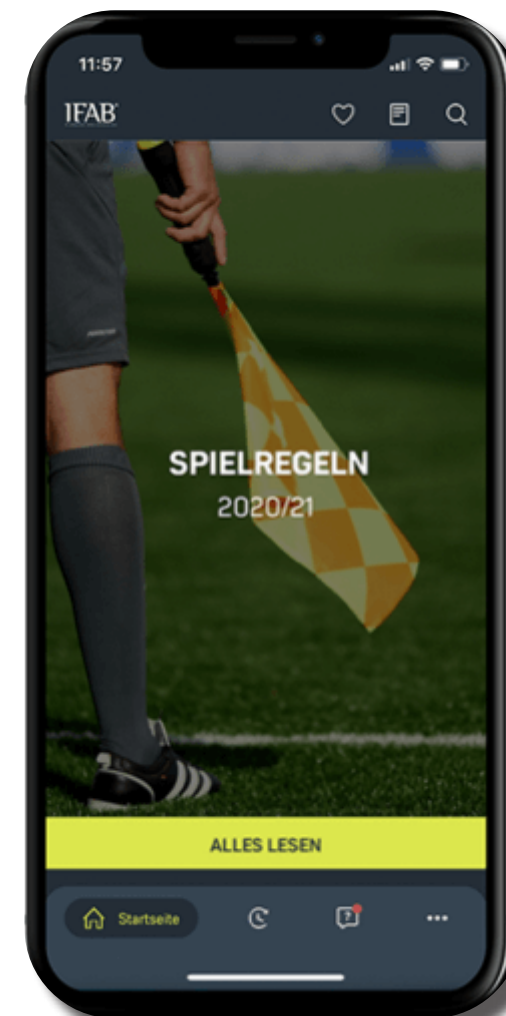 11:57
IFAB
SPIELREGELN
2020/21
ALLES LESEN
Startseite
?